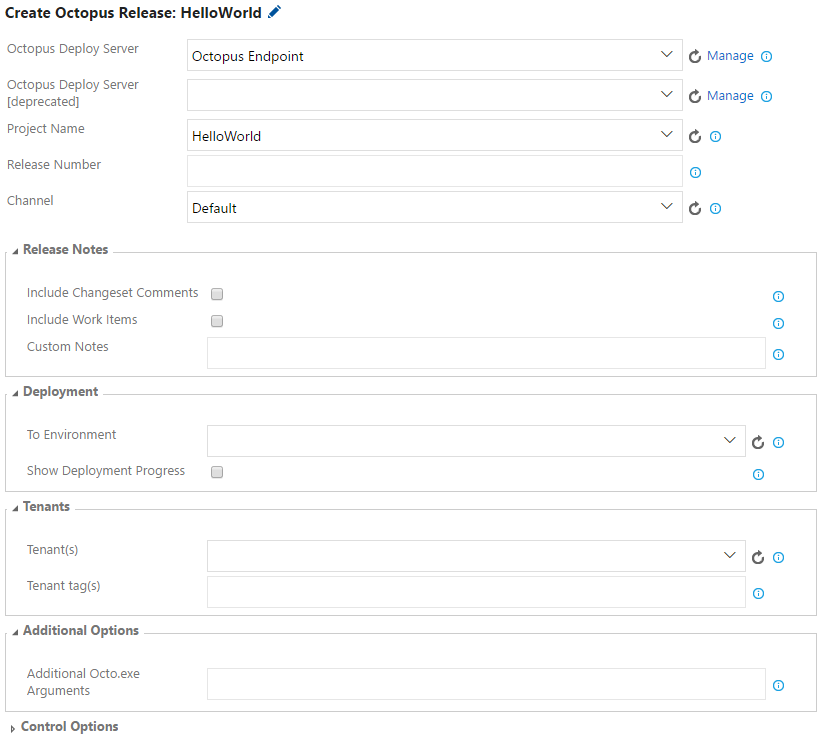 Create Octopus Release: HelloWorld
Octopus Deploy Server
Octopus Endpoint
Manage
Octopus Deploy Server
[deprecated]
Manage
Project Name
HelloWorld
Release Number
Channel
Default
Release Notes
Include Changeset Comments
Include Work Items
Custom Notes
Deployment
To Environment
Show Deployment Progress
Tenants
Tenant(s)
Tenant tag(s)
Additional Options
Additional Octo.exe
Arguments
Control Options